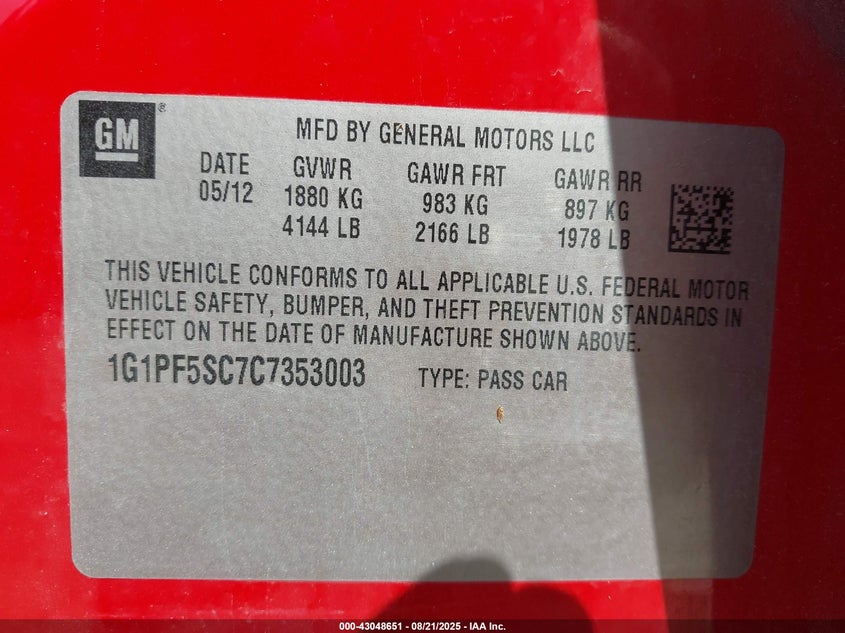 GM ®
MFD BY GENERAL MOTORS LLC
DATE GVWR GAWR FRT GAWR RR
05/12 1880 KG 983 KG 897 KG
4144 LB 2166 LB 1978 LB
THIS VEHICLE CONFORMS TO ALL APPLICABLE U.S. FEDERAL MOTOR
VEHICLE SAFETY, BUMPER, AND THEFT PREVENTION STANDARDS IN
EFFECT ON THE DATE OF MANUFACTURE SHOWN ABOVE.
1G1PF5SC7C7353003 TYPE: PASS CAR
000-43048651 - 08/21/2025 - IAA Inc.